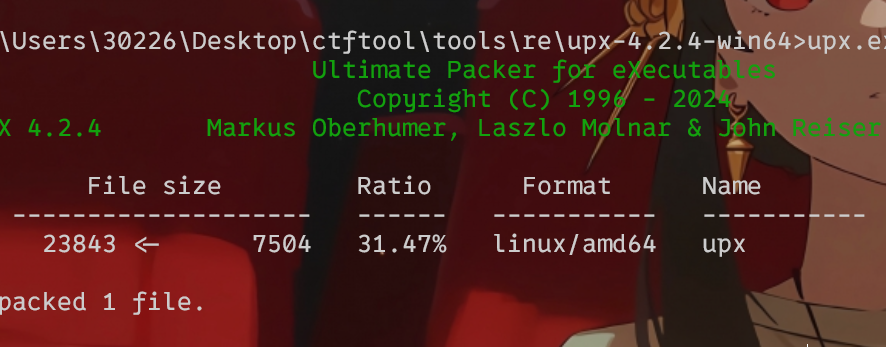 \Users\30226\Desktop\ctftool\tools\re\upx-4.2.4-win64>upx.ex
Ultimate Packer for eXecutables
Copyright (C) 1996 - 2024
X 4.2.4       Markus Oberhumer, Laszlo Molnar & John Reiser
File size         Ratio      Format      Name
--------------------   ------   -----------   -----------
23843 <-      7504   31.47%   linux/amd64   upx
packed 1 file.